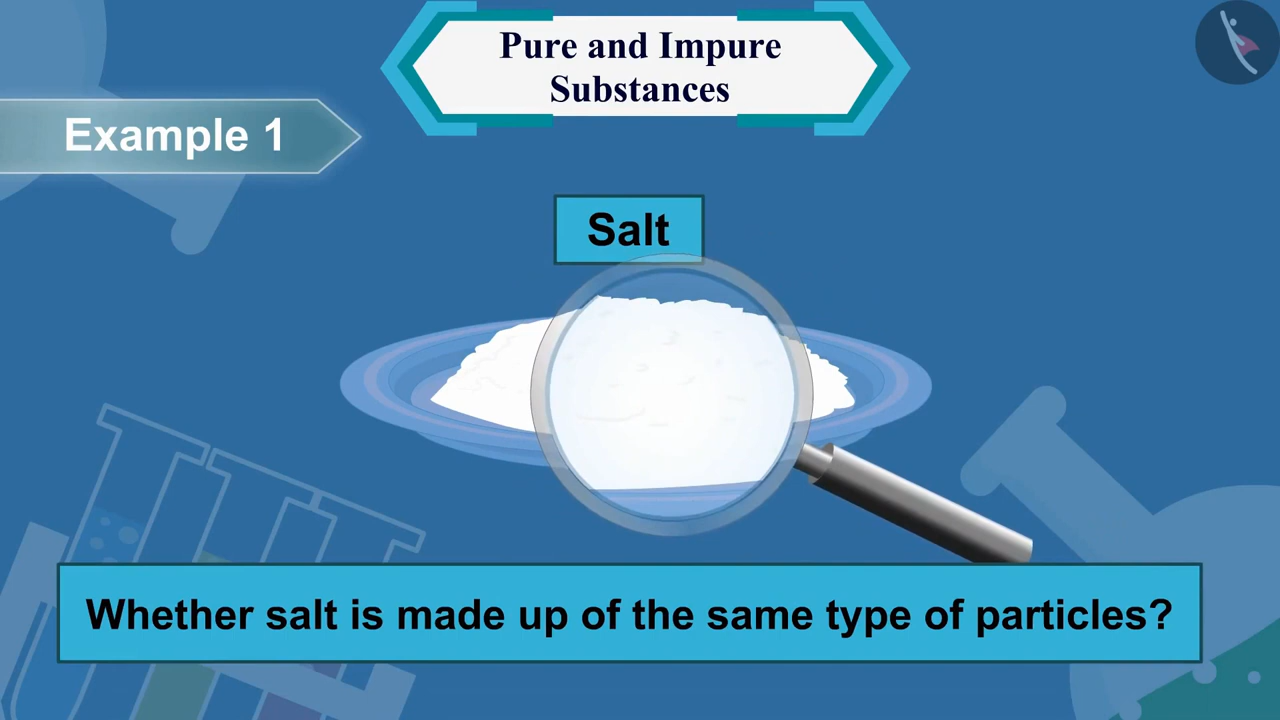 Pure and Impure
Substances
Example 1
Salt
Whether salt is made up of the same type of particles?